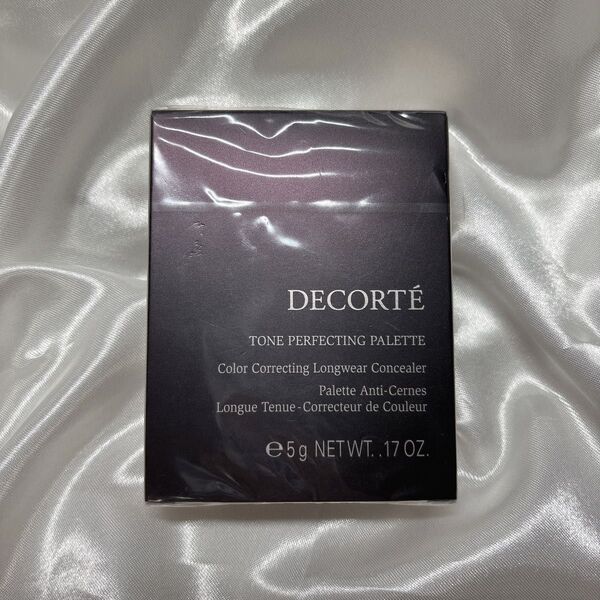 DECORTÉ
TONE PERFECTING PALETTE
Color Correcting Longwear Concealer
Palette Anti-Cernes
Longue Tenue-Correcteur de Couleur
℮5g NET WT. .17 OZ.